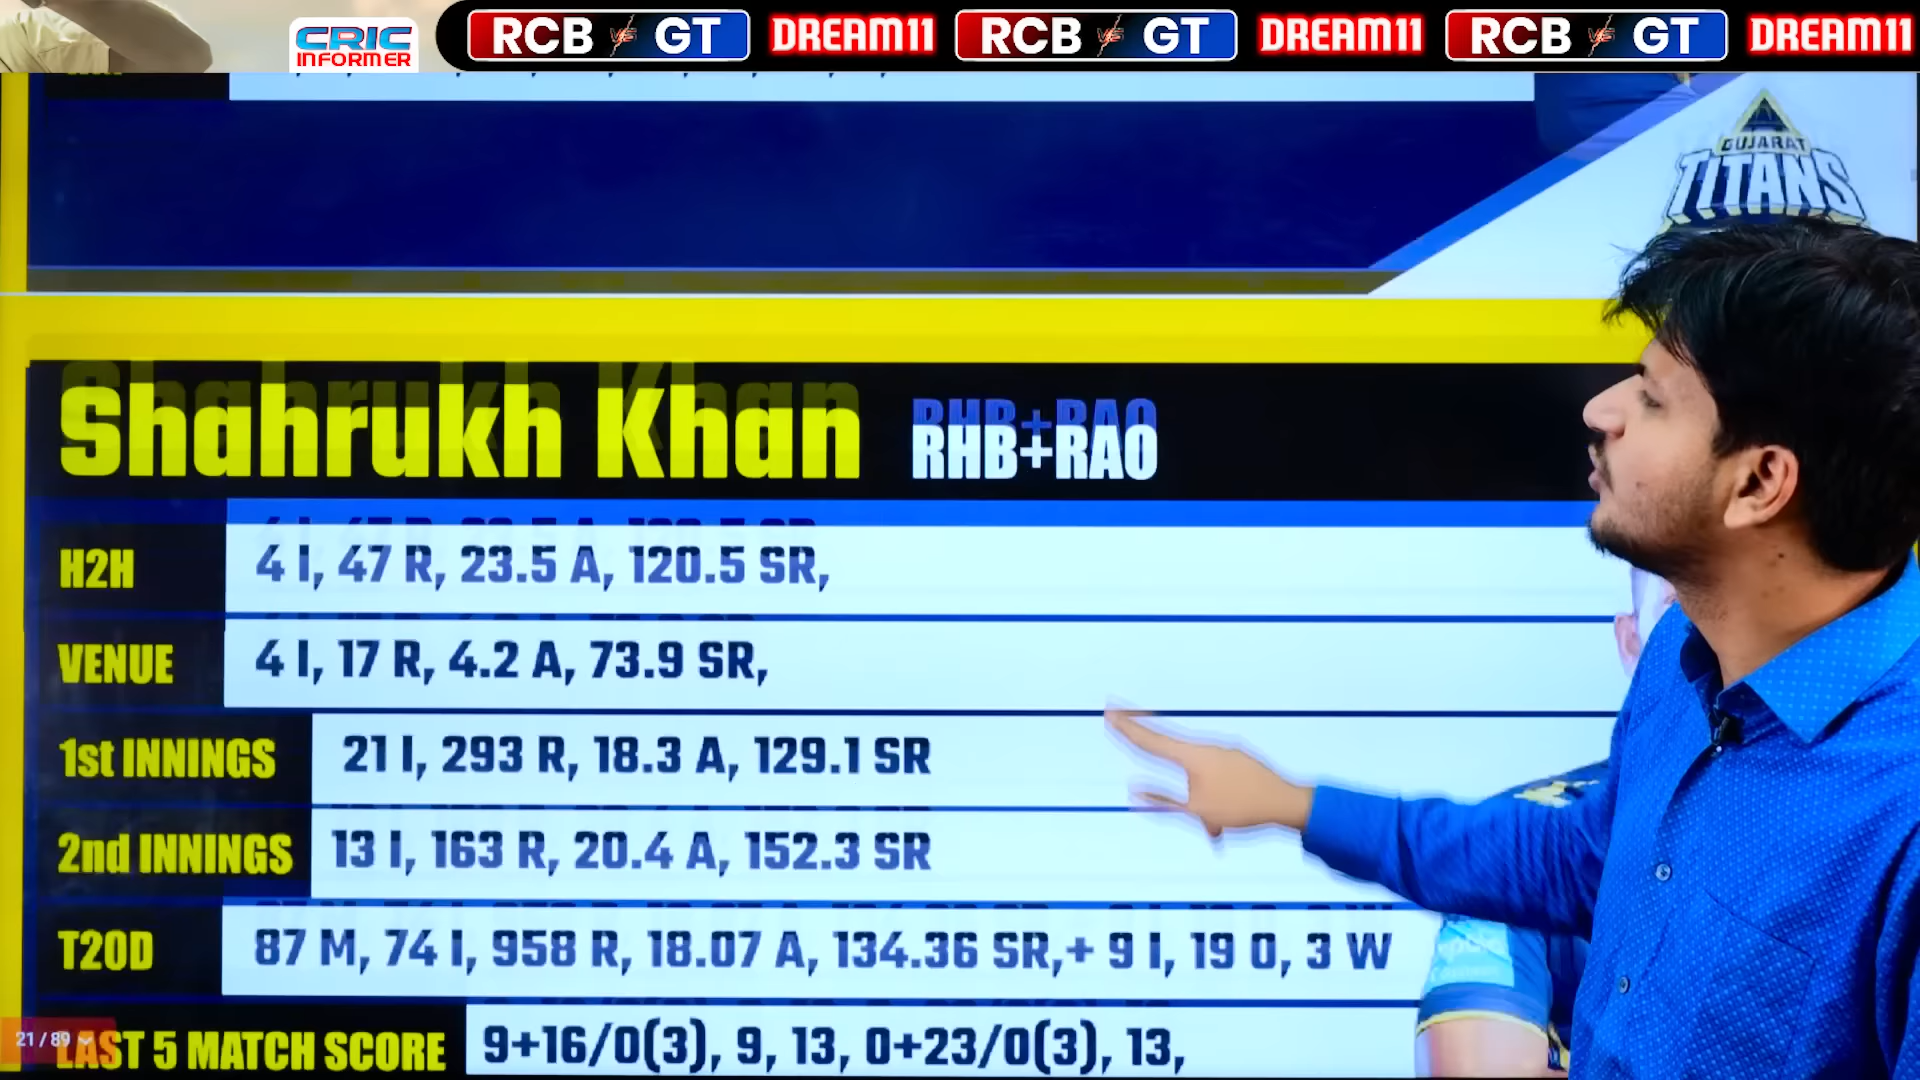 CRIC
INFORMER
RCB VS GT DREAM11 RCB VS GT DREAM11 RCB VS GT DREAM11
GUJARAT
TITANS
Shahrukh Khan RHB+RAO
H2H 4 I, 47 R, 23.5 A, 120.5 SR,
VENUE 4 I, 17 R, 4.2 A, 73.9 SR,
1st INNINGS 21 I, 293 R, 18.3 A, 129.1 SR
2nd INNINGS 13 I, 163 R, 20.4 A, 152.3 SR
T20D 87 M, 74 I, 958 R, 18.07 A, 134.36 SR,+ 9 I, 19 O, 3 W
21 / 89
LAST 5 MATCH SCORE 9+16/0(3), 9, 13, 0+23/0(3), 13,